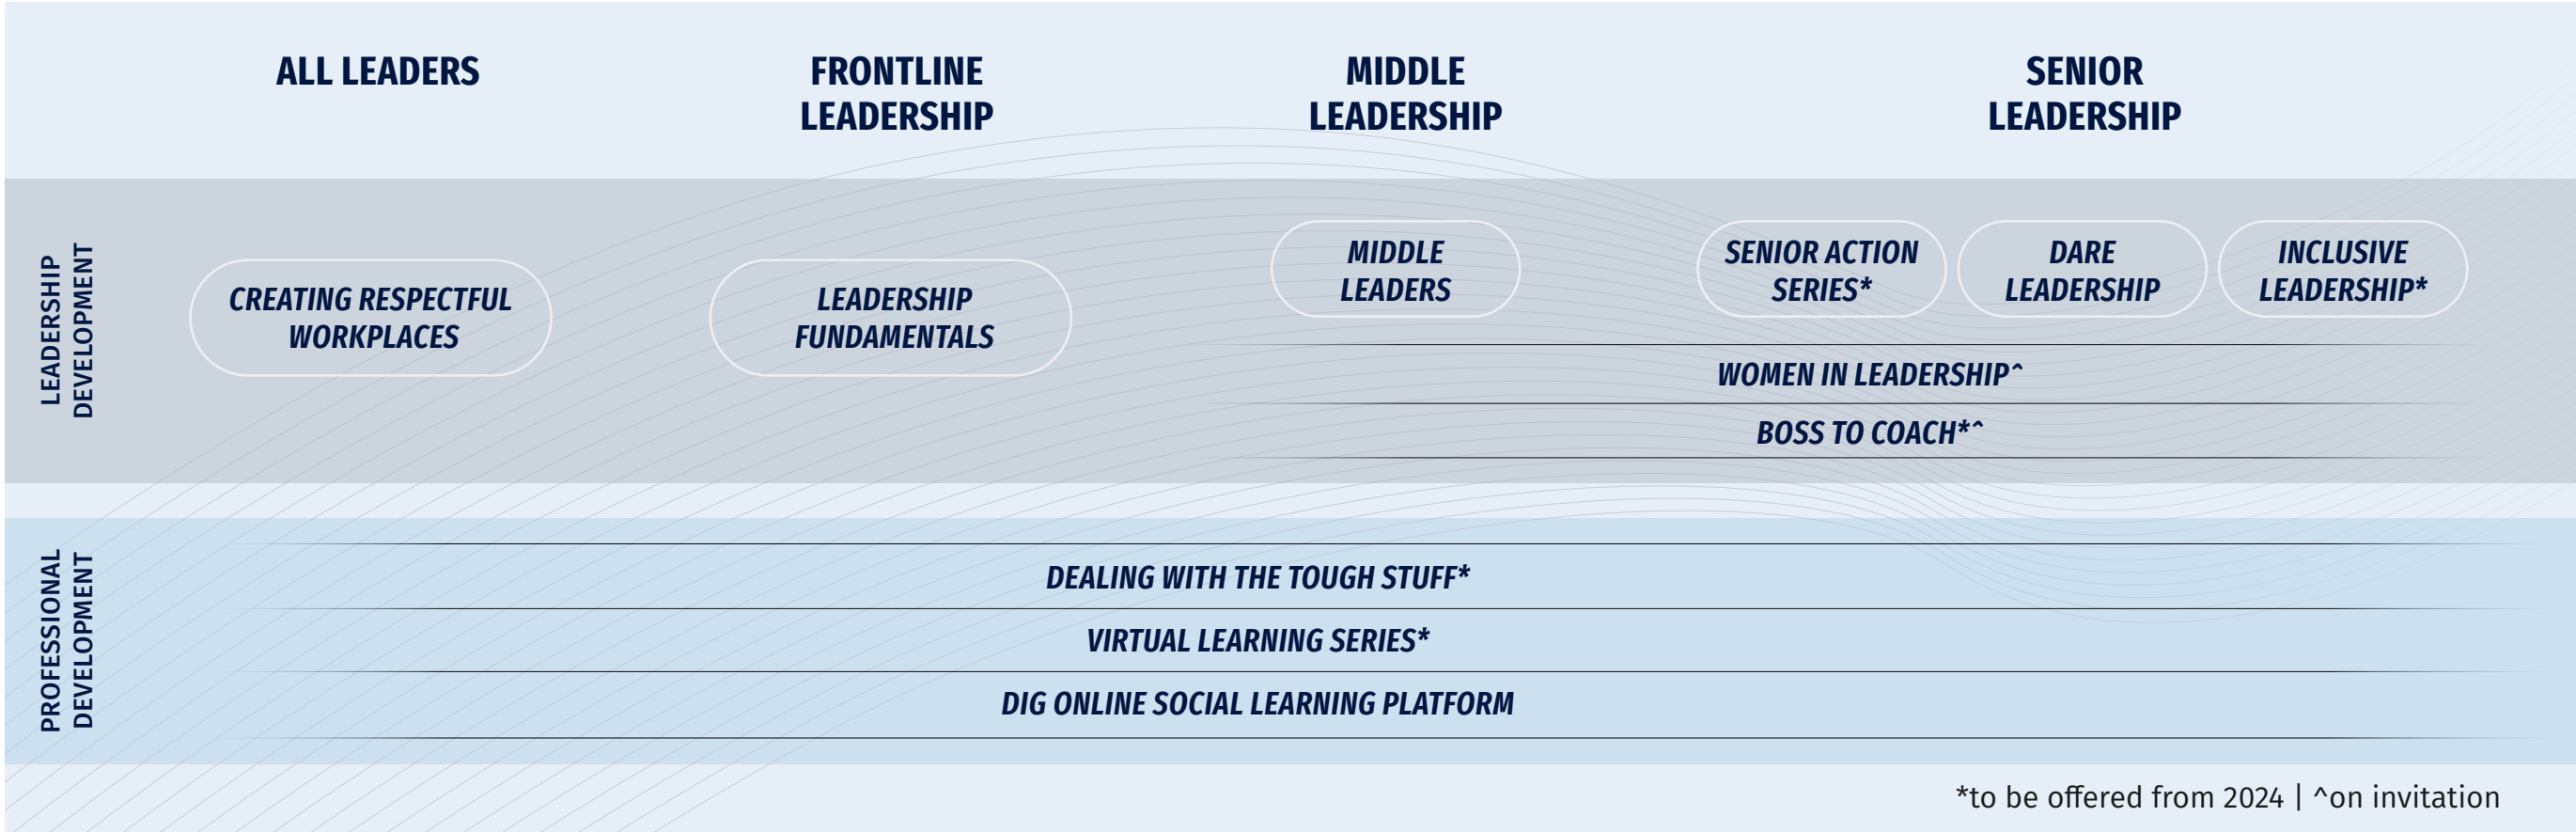 ALL LEADERS
FRONTLINE
LEADERSHIP
MIDDLE
LEADERSHIP
SENIOR
LEADERSHIP
LEADERSHIP
DEVELOPMENT
CREATING RESPECTFUL
WORKPLACES
LEADERSHIP
FUNDAMENTALS
MIDDLE
LEADERS
SENIOR ACTION
SERIES*
DARE
LEADERSHIP
INCLUSIVE
LEADERSHIP*
WOMEN IN LEADERSHIP^
BOSS TO COACH*^
PROFESSIONAL
DEVELOPMENT
DEALING WITH THE TOUGH STUFF*
VIRTUAL LEARNING SERIES*
DIG ONLINE SOCIAL LEARNING PLATFORM
*to be offered from 2024 | ^on invitation